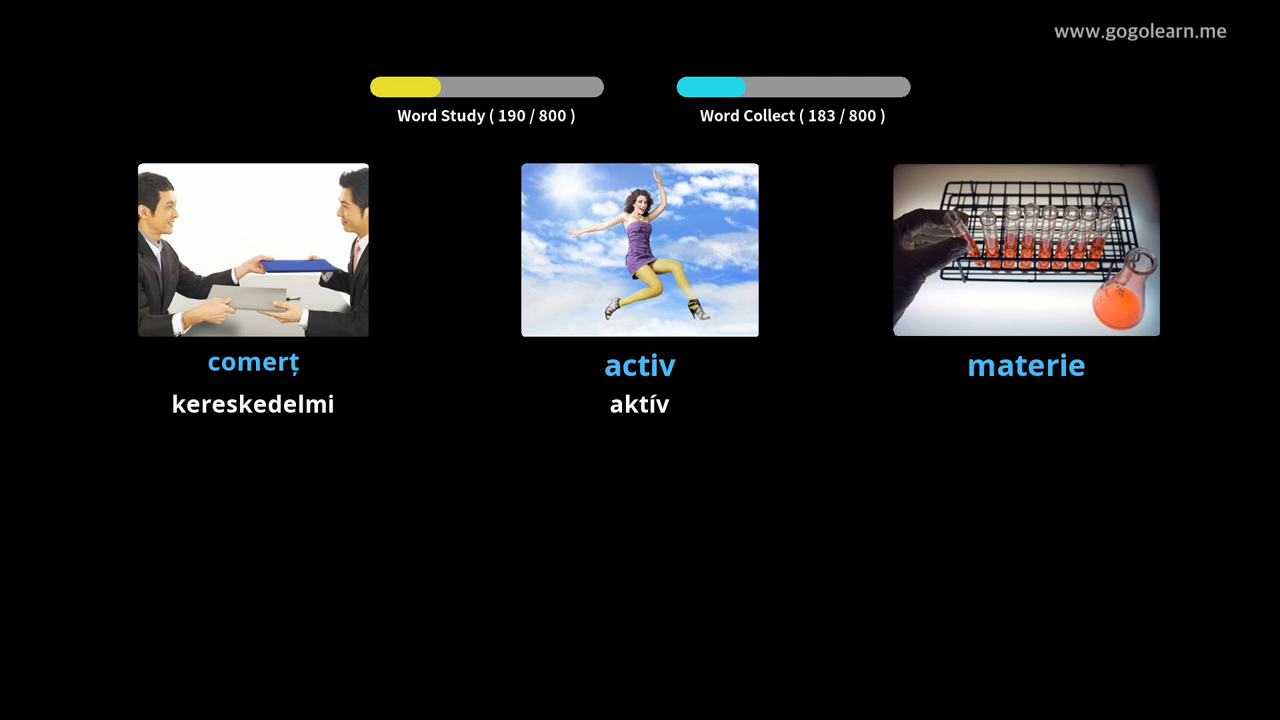 www.gogolearn.me
Word Study ( 190 / 800 )
Word Collect ( 183 / 800 )
comerț
activ
materie
kereskedelmi
aktív